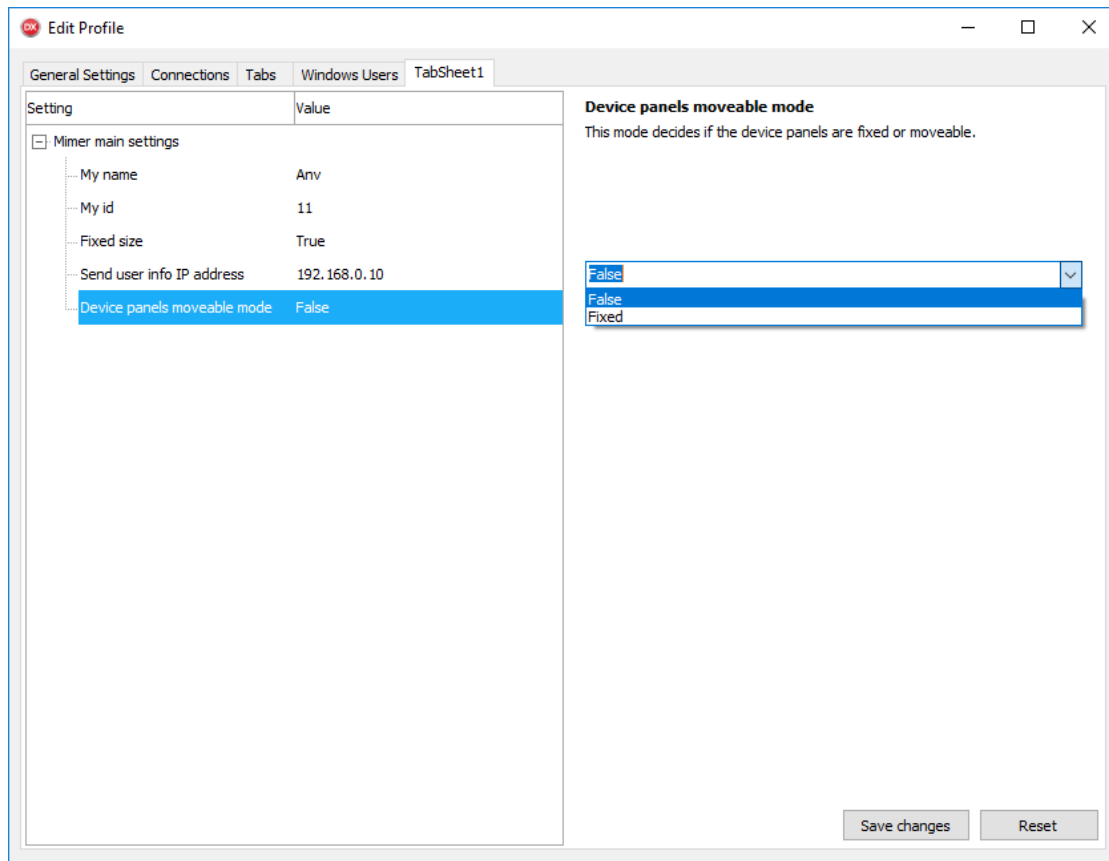 DX Edit Profile
General Settings Connections Tabs Windows Users TabSheet1
Setting Value
Mimer main settings
My name Anv
My id 11
Fixed size True
Send user info IP address 192.168.0.10
Device panels moveable mode False
Device panels moveable mode
This mode decides if the device panels are fixed or moveable.
False
False
Fixed
Save changes Reset